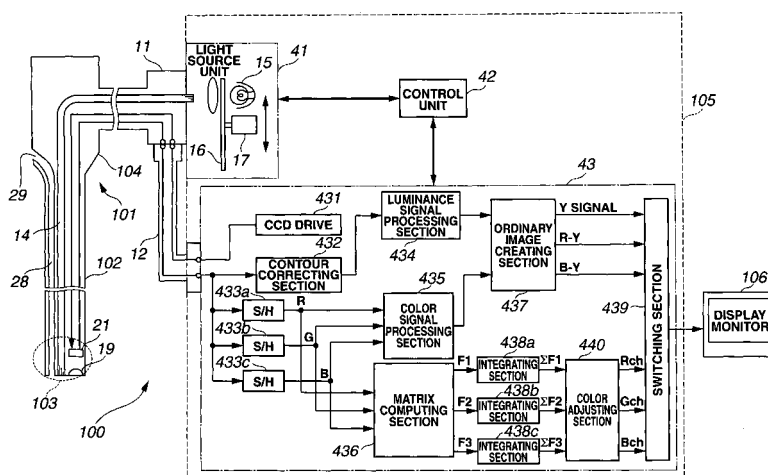 11
LIGHT
SOURCE
UNIT
15
41
CONTROL
UNIT
42
105
16
17
29
104
101
14
28
102
12
21
19
103
100
43
CCD DRIVE
431
CONTOUR
CORRECTING
SECTION
432
LUMINANCE
SIGNAL
PROCESSING
SECTION
434
ORDINARY
IMAGE
CREATING
SECTION
437
Y SIGNAL
R-Y
B-Y
433a
S/H
R
433b
S/H
G
433c
S/H
B
435
COLOR
SIGNAL
PROCESSING
SECTION
MATRIX
COMPUTING
SECTION
436
F1
438a
INTEGRATING
SECTION
ΣF1
F2
438b
INTEGRATING
SECTION
ΣF2
F3
438c
INTEGRATING
SECTION
ΣF3
440
COLOR
ADJUSTING
SECTION
Rch
Gch
Bch
439
SWITCHING SECTION
106
DISPLAY
MONITOR